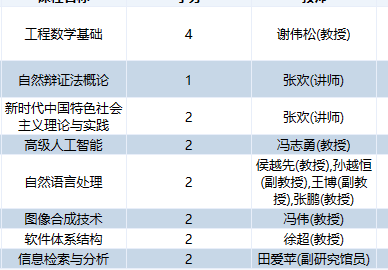 工程数学基础 4 谢伟松(教授)
自然辩证法概论 1 张欢(讲师)
新时代中国特色社会
主义理论与实践 2 张欢(讲师)
高级人工智能 2 冯志勇(教授)
自然语言处理 2 侯越先(教授),孙越恒
(副教授),王博(副教
授),张鹏(教授)
图像合成技术 2 冯伟(教授)
软件体系结构 2 徐超(教授)
信息检索与分析 2 田爱苹(副研究馆员)